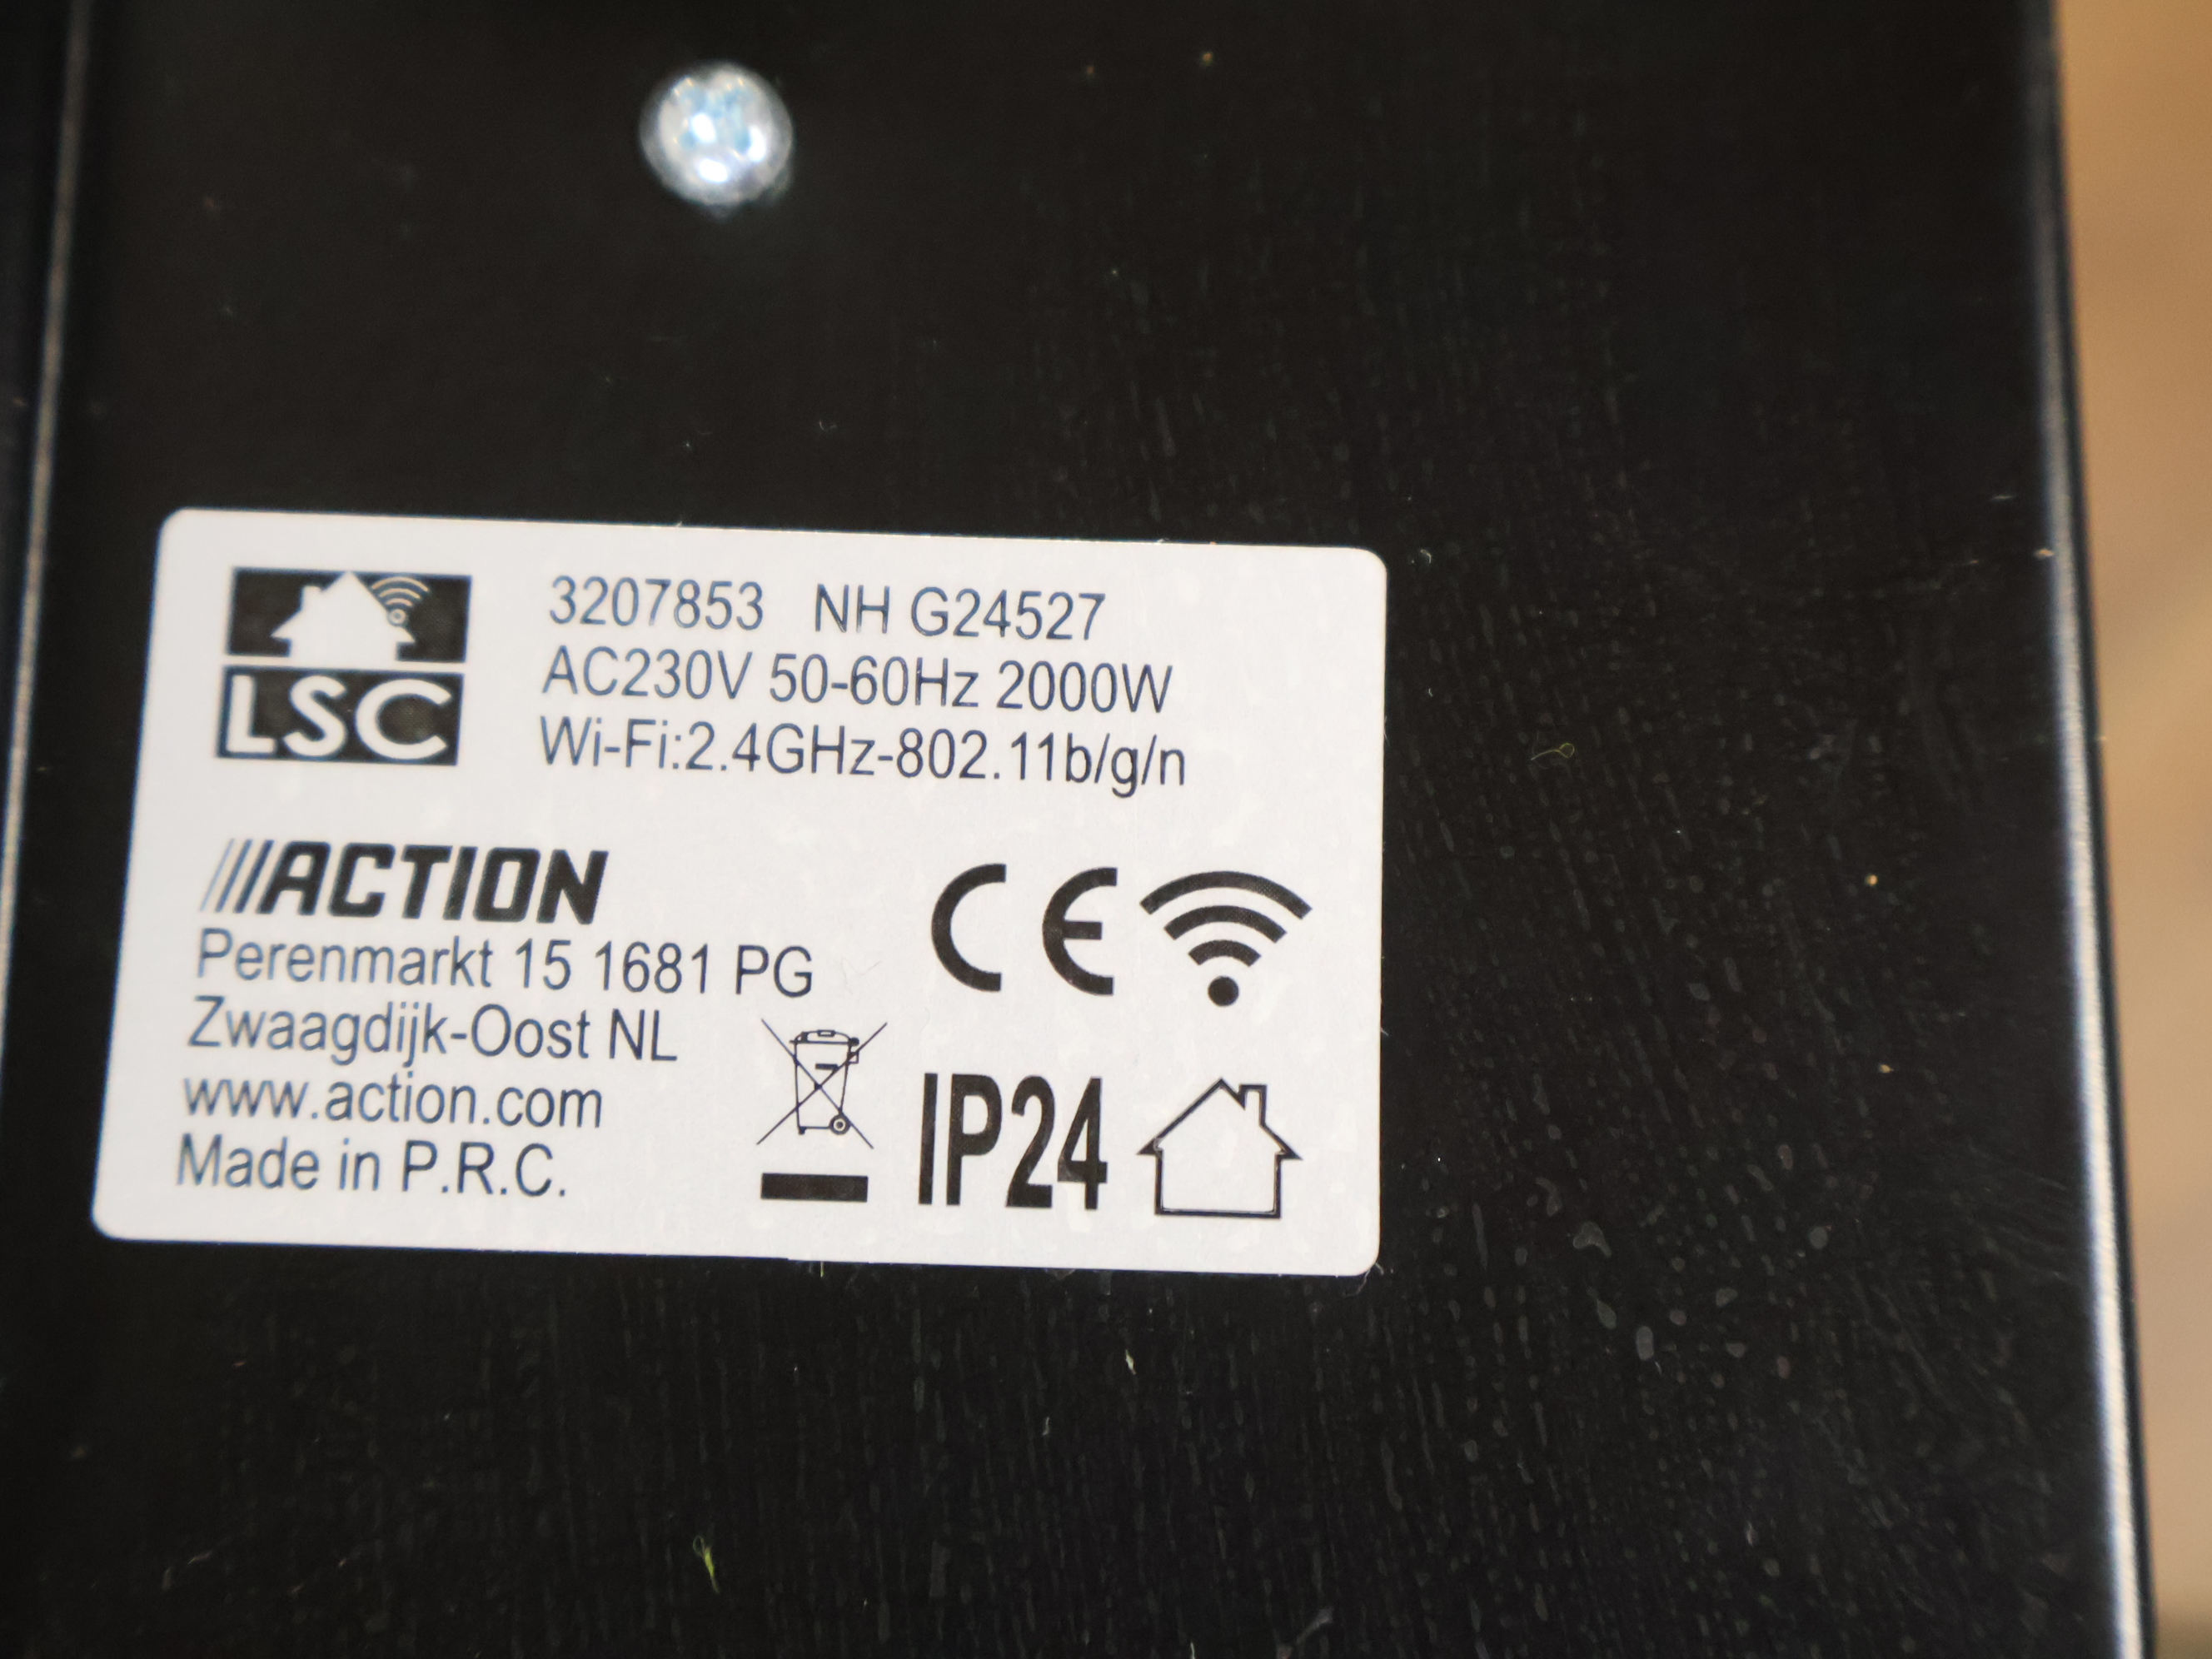 LSC
3207853 NH G24527
AC230V 50-60Hz 2000W
Wi-Fi:2.4GHz-802.11b/g/n
ACTION
Perenmarkt 15 1681 PG
Zwaagdijk-Oost NL
www.action.com
Made in P.R.C.
CE
IP24